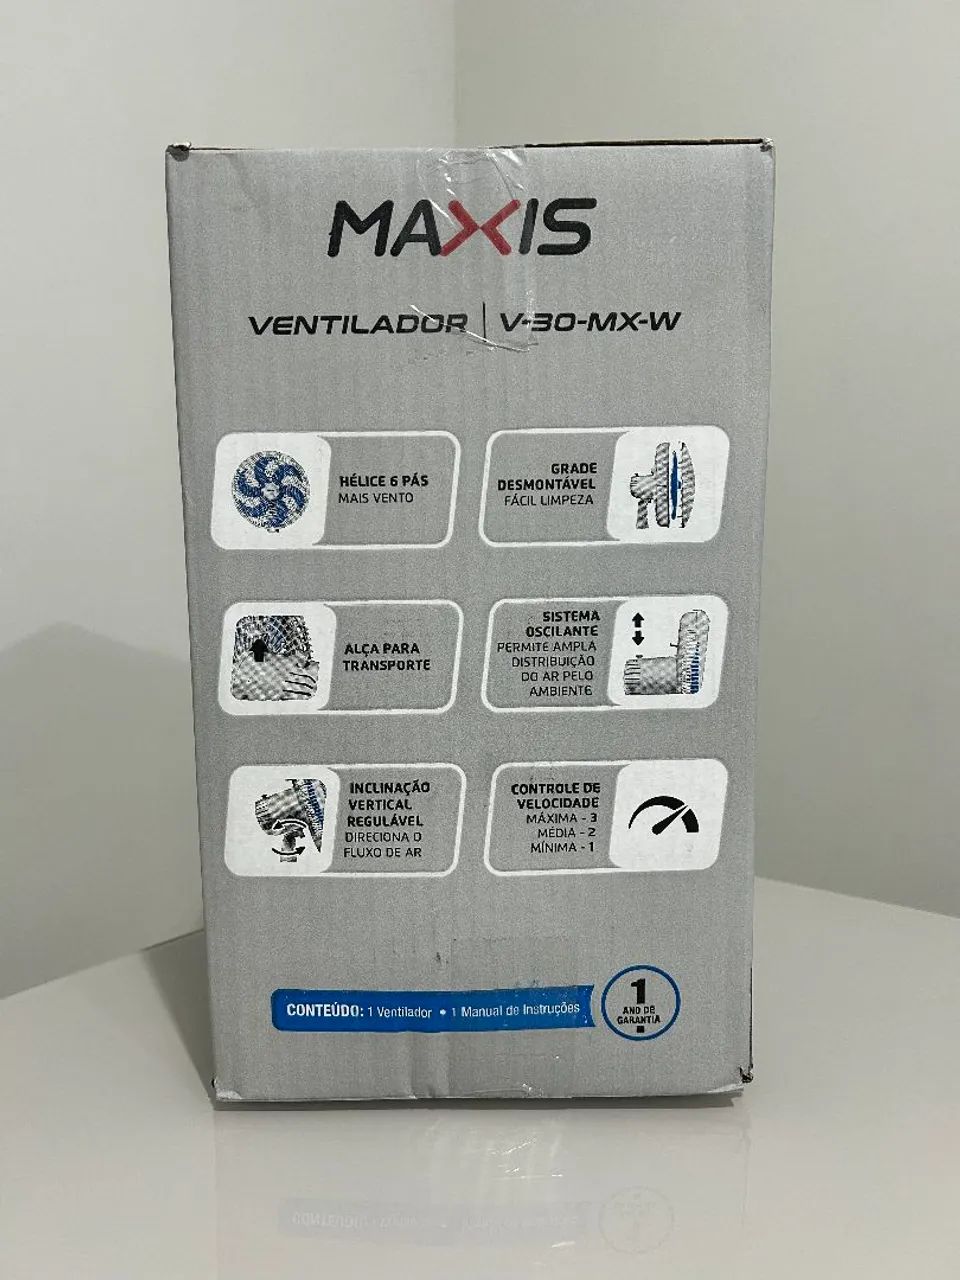 MAXIS
VENTILADOR | V-30-MX-W
HÉLICE 6 PÁS
MAIS VENTO
GRADE
DESMONTÁVEL
FÁCIL LIMPEZA
ALÇA PARA
TRANSPORTE
SISTEMA
OSCILANTE
PERMITE AMPLA
DISTRIBUIÇÃO
DO AR PELO
AMBIENTE
INCLINAÇÃO
VERTICAL
REGULÁVEL
DIRECIONA O
FLUXO DE AR
CONTROLE DE
VELOCIDADE
MÁXIMA - 3
MÉDIA - 2
MÍNIMA - 1
CONTEÚDO: 1 Ventilador • 1 Manual de Instruções
1
ANO DE
GARANTIA